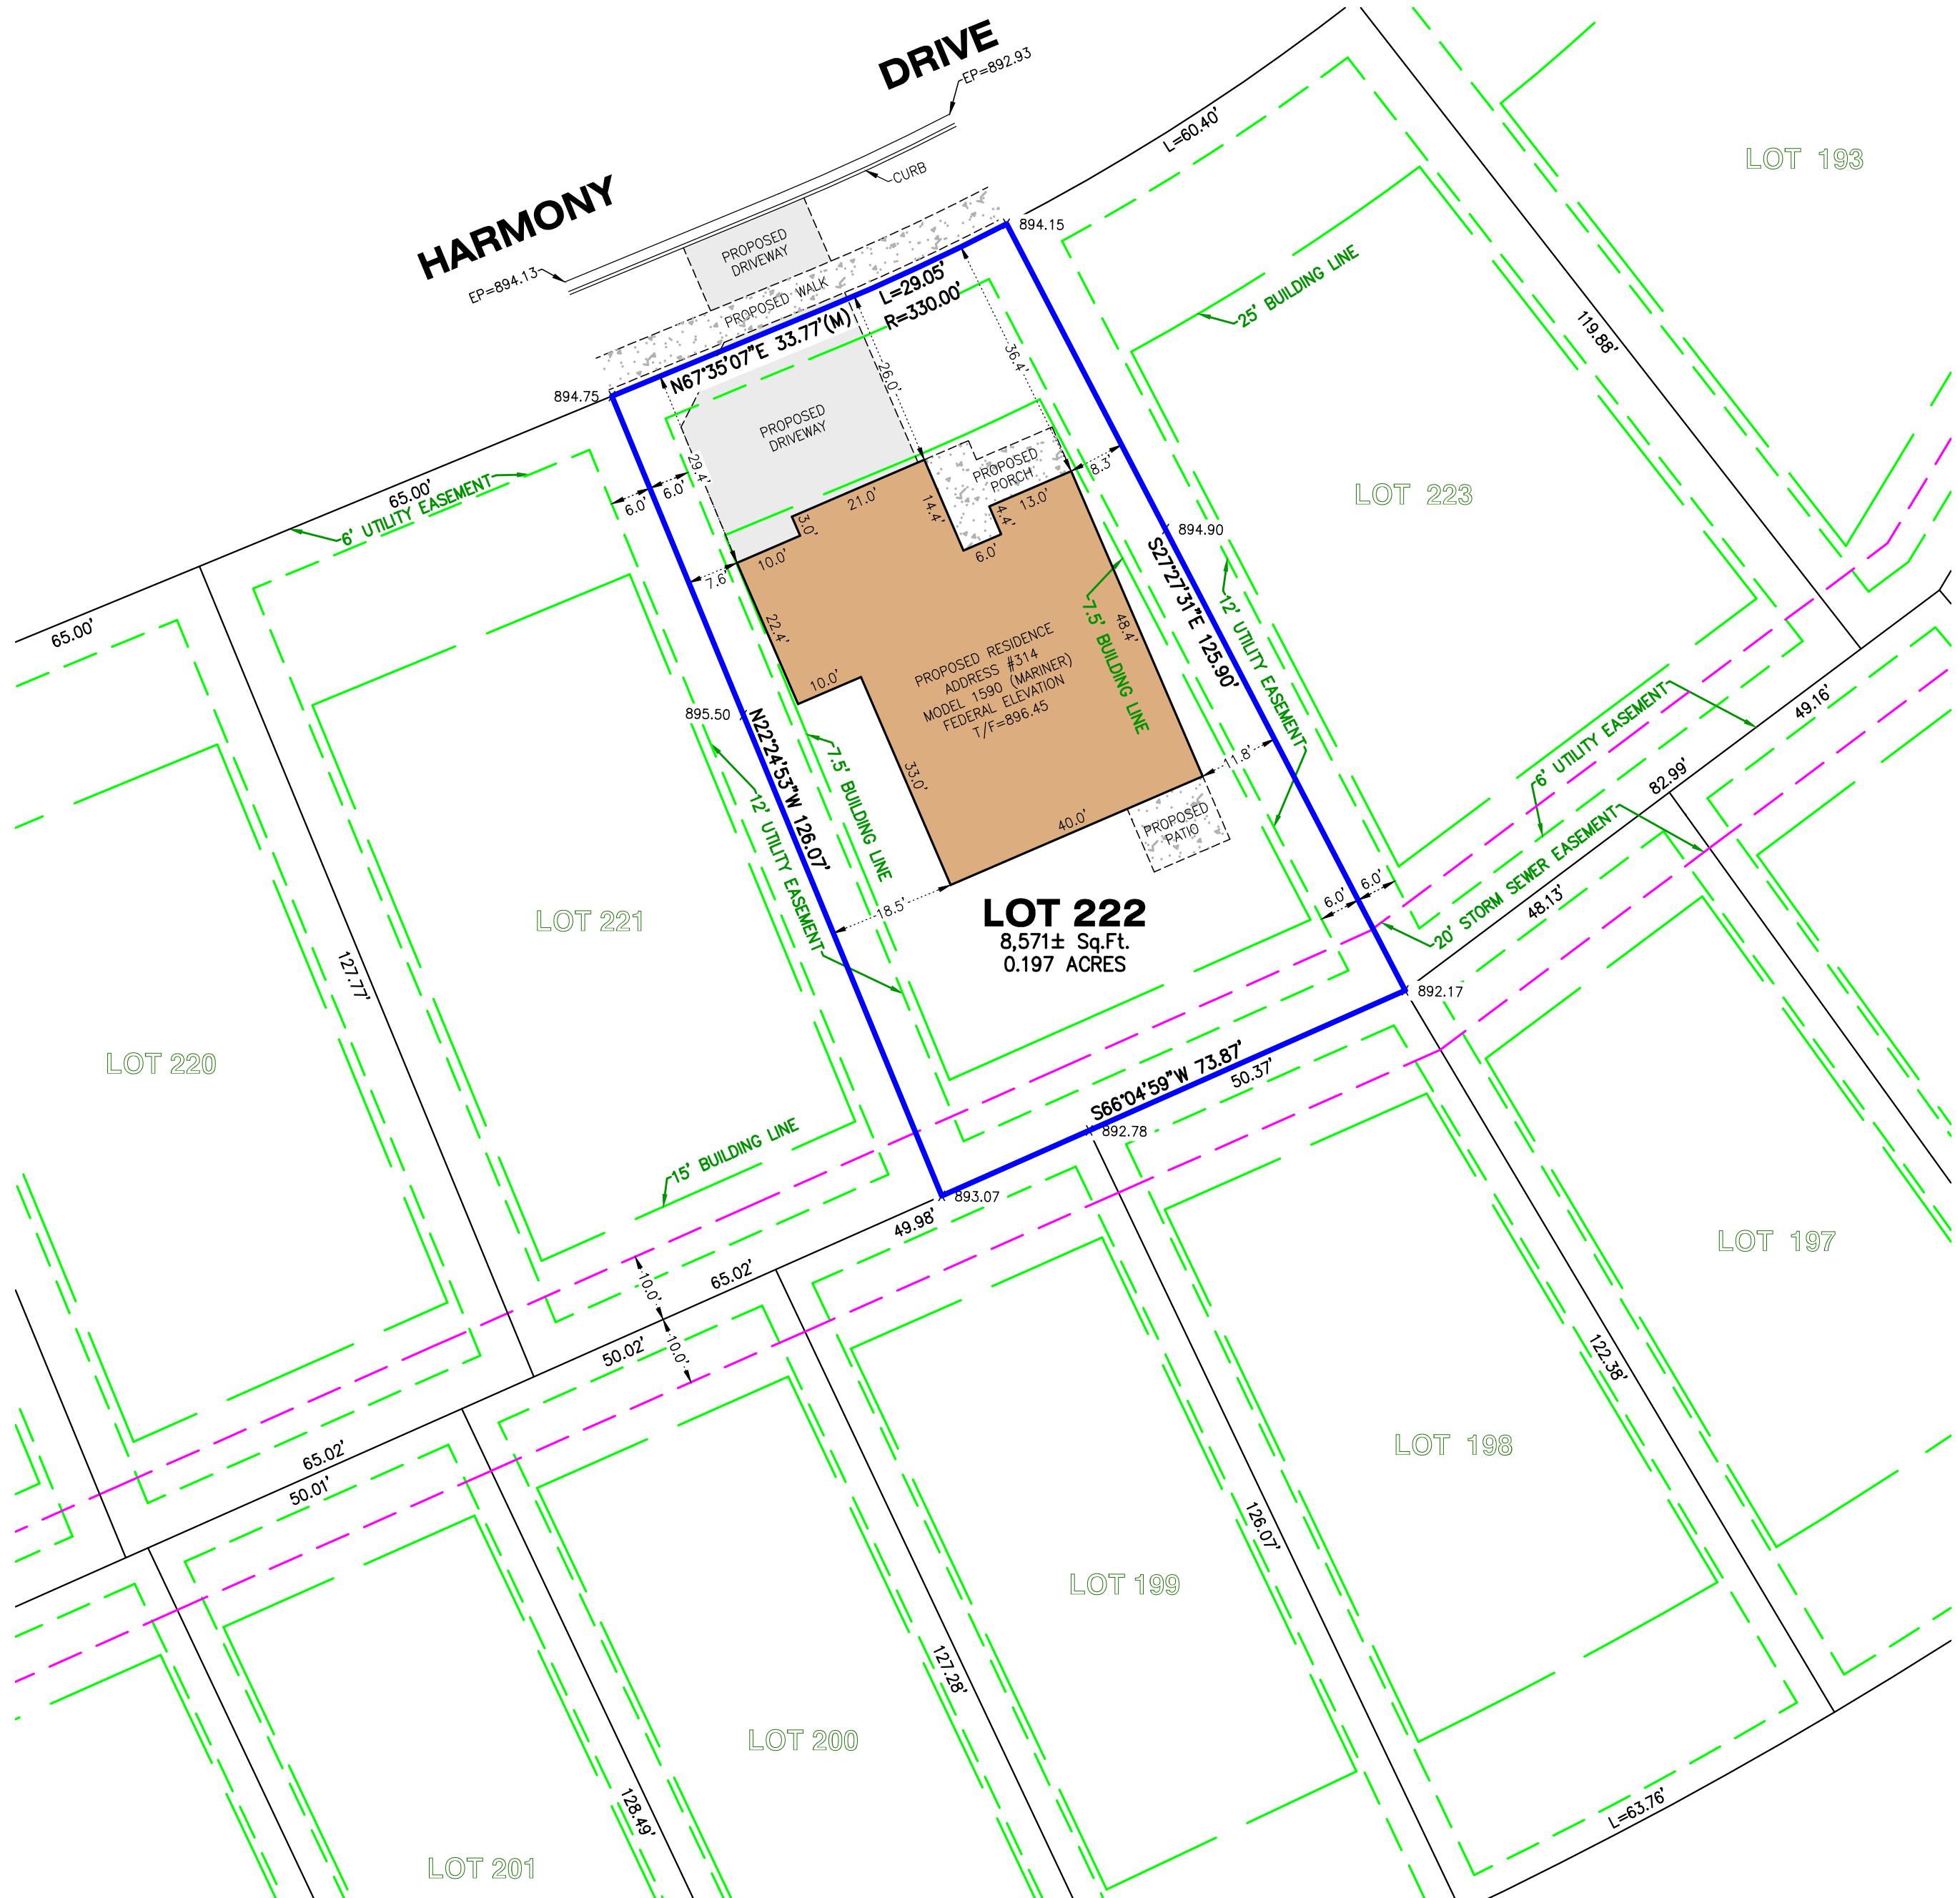 HARMONY
DRIVE
EP=892.93
CURB
EP=894.13
PROPOSED
DRIVEWAY
PROPOSED WALK
L=29.05'
R=330.00'
N67°35'07"E 33.77'(M)
894.15
894.75
L=60.40'
LOT 193
25' BUILDING LINE
119.88'
PROPOSED
DRIVEWAY
26.0'
36.4'
29.4'
6.0'
6.0'
65.00'
6' UTILITY EASEMENT
65.00'
PROPOSED
PORCH
8.3'
21.0'
14.4'
4.4'
13.0'
3.0'
10.0'
6.0'
7.6'
LOT 223
894.90
S27°27'31"E 125.90'
12' UTILITY EASEMENT
7.5' BUILDING LINE
22.4'
48.4'
10.0'
PROPOSED RESIDENCE
ADDRESS #314
MODEL 1590 (MARINER)
FEDERAL ELEVATION
T/F=896.45
895.50
N22°24'53"W 126.07'
12' UTILITY EASEMENT
7.5' BUILDING LINE
33.0'
11.8'
40.0'
PROPOSED
PATIO
18.5'
6' UTILITY EASEMENT
49.16'
82.99'
20' STORM SEWER EASEMENT
48.13'
6.0'
6.0'
LOT 222
8,571± Sq.Ft.
0.197 ACRES
LOT 221
127.77'
LOT 220
892.17
S66°04'59"W 73.87'
50.37'
892.78
15' BUILDING LINE
893.07
49.98'
65.02'
10.0'
10.0'
50.02'
LOT 197
65.02'
50.01'
122.38'
LOT 198
126.07'
LOT 199
127.28'
LOT 200
128.49'
LOT 201
L=63.76'